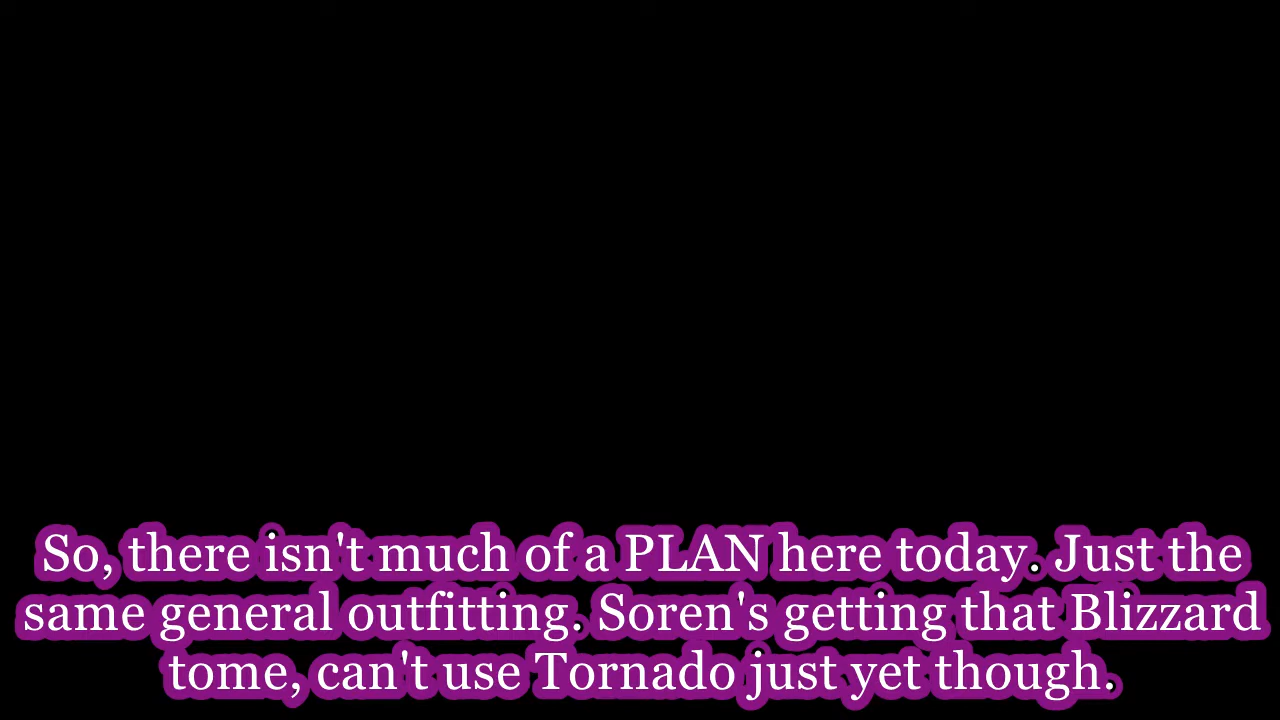 So, there isn't much of a PLAN here today. Just the
same general outfitting. Soren's getting that Blizzard
tome, can't use Tornado just yet though.